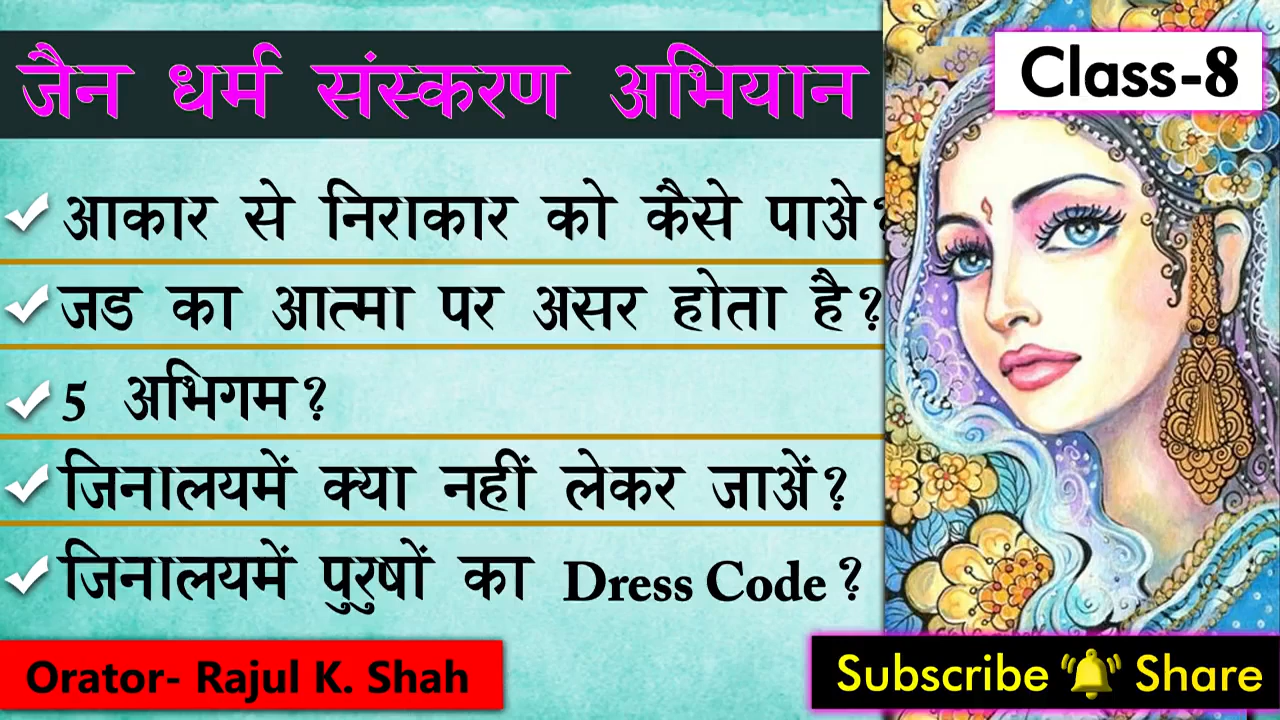 जैन धर्म संस्करण अभियान
Class-8
आकार से निराकार को कैसे पाअे?
जड का आत्मा पर असर होता है?
5 अभिगम?
जिनालयमें क्या नहीं लेकर जाअें?
जिनालयमें पुरुषों का Dress Code?
Orator- Rajul K. Shah
Subscribe Share